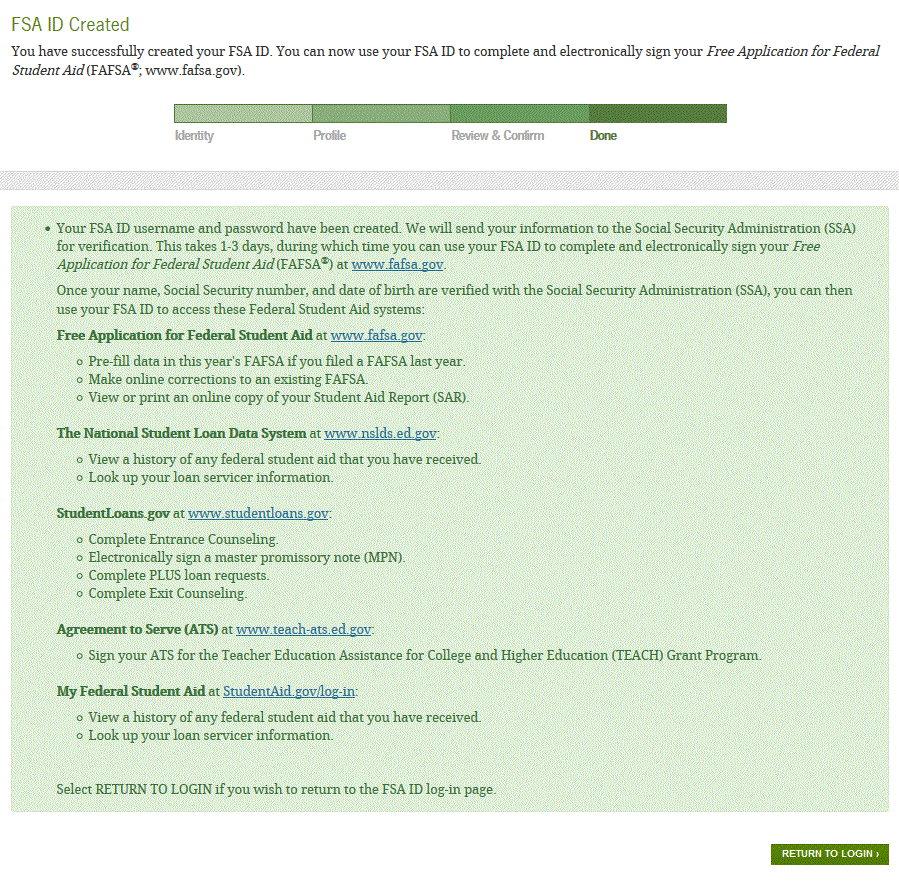 FSA ID Created
You have successfully created your FSA ID. You can now use your FSA ID to complete and electronically sign your Free Application for Federal
Student Aid (FAFSA®; www.fafsa.gov).
Identity Profile Review & Confirm Done
• Your FSA ID username and password have been created. We will send your information to the Social Security Administration (SSA)
for verification. This takes 1-3 days, during which time you can use your FSA ID to complete and electronically sign your Free
Application for Federal Student Aid (FAFSA®) at www.fafsa.gov.
Once your name, Social Security number, and date of birth are verified with the Social Security Administration (SSA), you can then
use your FSA ID to access these Federal Student Aid systems:
Free Application for Federal Student Aid at www.fafsa.gov:
○ Pre-fill data in this year's FAFSA if you filed a FAFSA last year.
○ Make online corrections to an existing FAFSA.
○ View or print an online copy of your Student Aid Report (SAR).
The National Student Loan Data System at www.nslds.ed.gov:
○ View a history of any federal student aid that you have received.
○ Look up your loan servicer information.
StudentLoans.gov at www.studentloans.gov:
○ Complete Entrance Counseling.
○ Electronically sign a master promissory note (MPN).
○ Complete PLUS loan requests.
○ Complete Exit Counseling.
Agreement to Serve (ATS) at www.teach-ats.ed.gov:
○ Sign your ATS for the Teacher Education Assistance for College and Higher Education (TEACH) Grant Program.
My Federal Student Aid at StudentAid.gov/log-in:
○ View a history of any federal student aid that you have received.
○ Look up your loan servicer information.
Select RETURN TO LOGIN if you wish to return to the FSA ID log-in page.
RETURN TO LOGIN ›